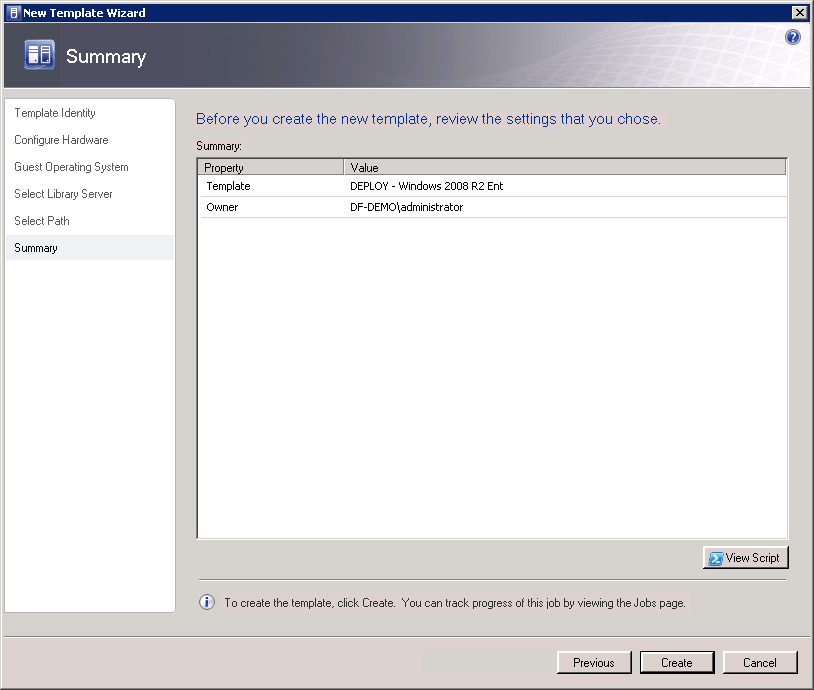 New Template Wizard
Summary
Template Identity
Configure Hardware
Guest Operating System
Select Library Server
Select Path
Summary
Before you create the new template, review the settings that you chose.
Summary:
Property Value
Template DEPLOY - Windows 2008 R2 Ent
Owner DF-DEMO\administrator
View Script
To create the template, click Create. You can track progress of this job by viewing the Jobs page.
Previous Create Cancel